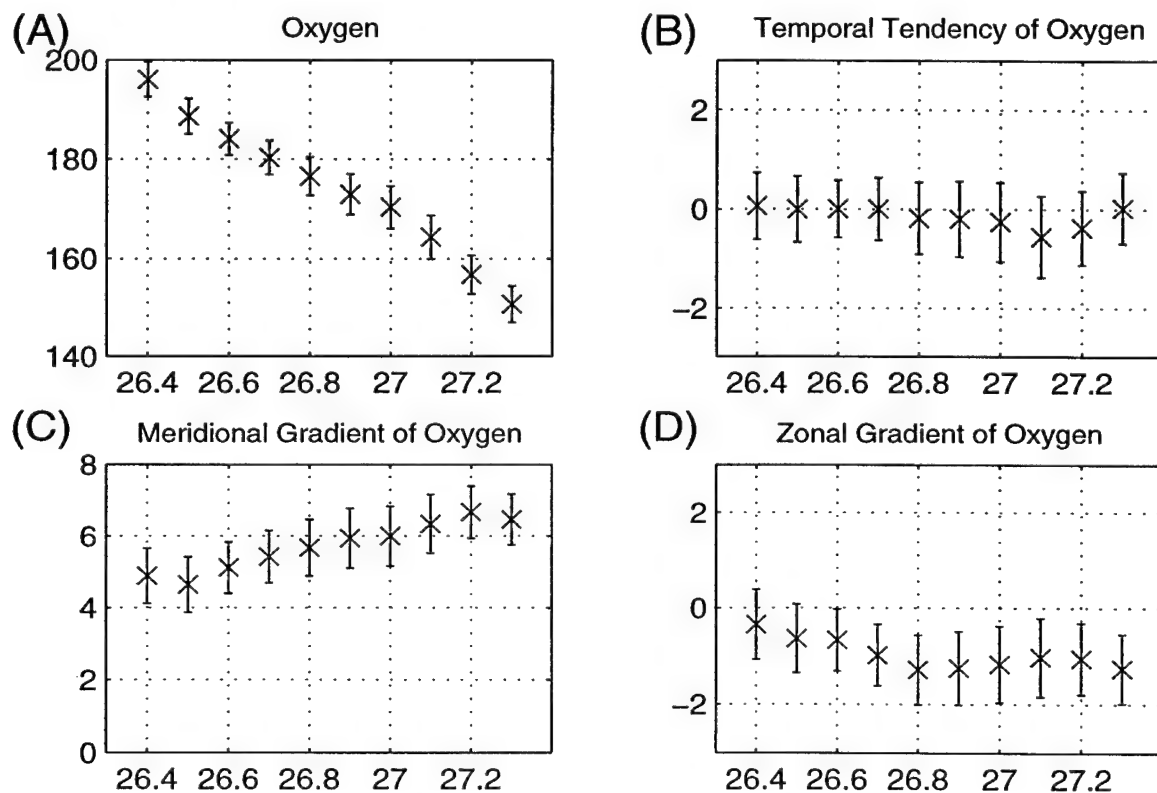 (A) Oxygen
200
180
160
140
26.4 26.6 26.8 27 27.2
(B) Temporal Tendency of Oxygen
2
0
−2
26.4 26.6 26.8 27 27.2
(C) Meridional Gradient of Oxygen
8
6
4
2
0
26.4 26.6 26.8 27 27.2
(D) Zonal Gradient of Oxygen
2
0
−2
26.4 26.6 26.8 27 27.2